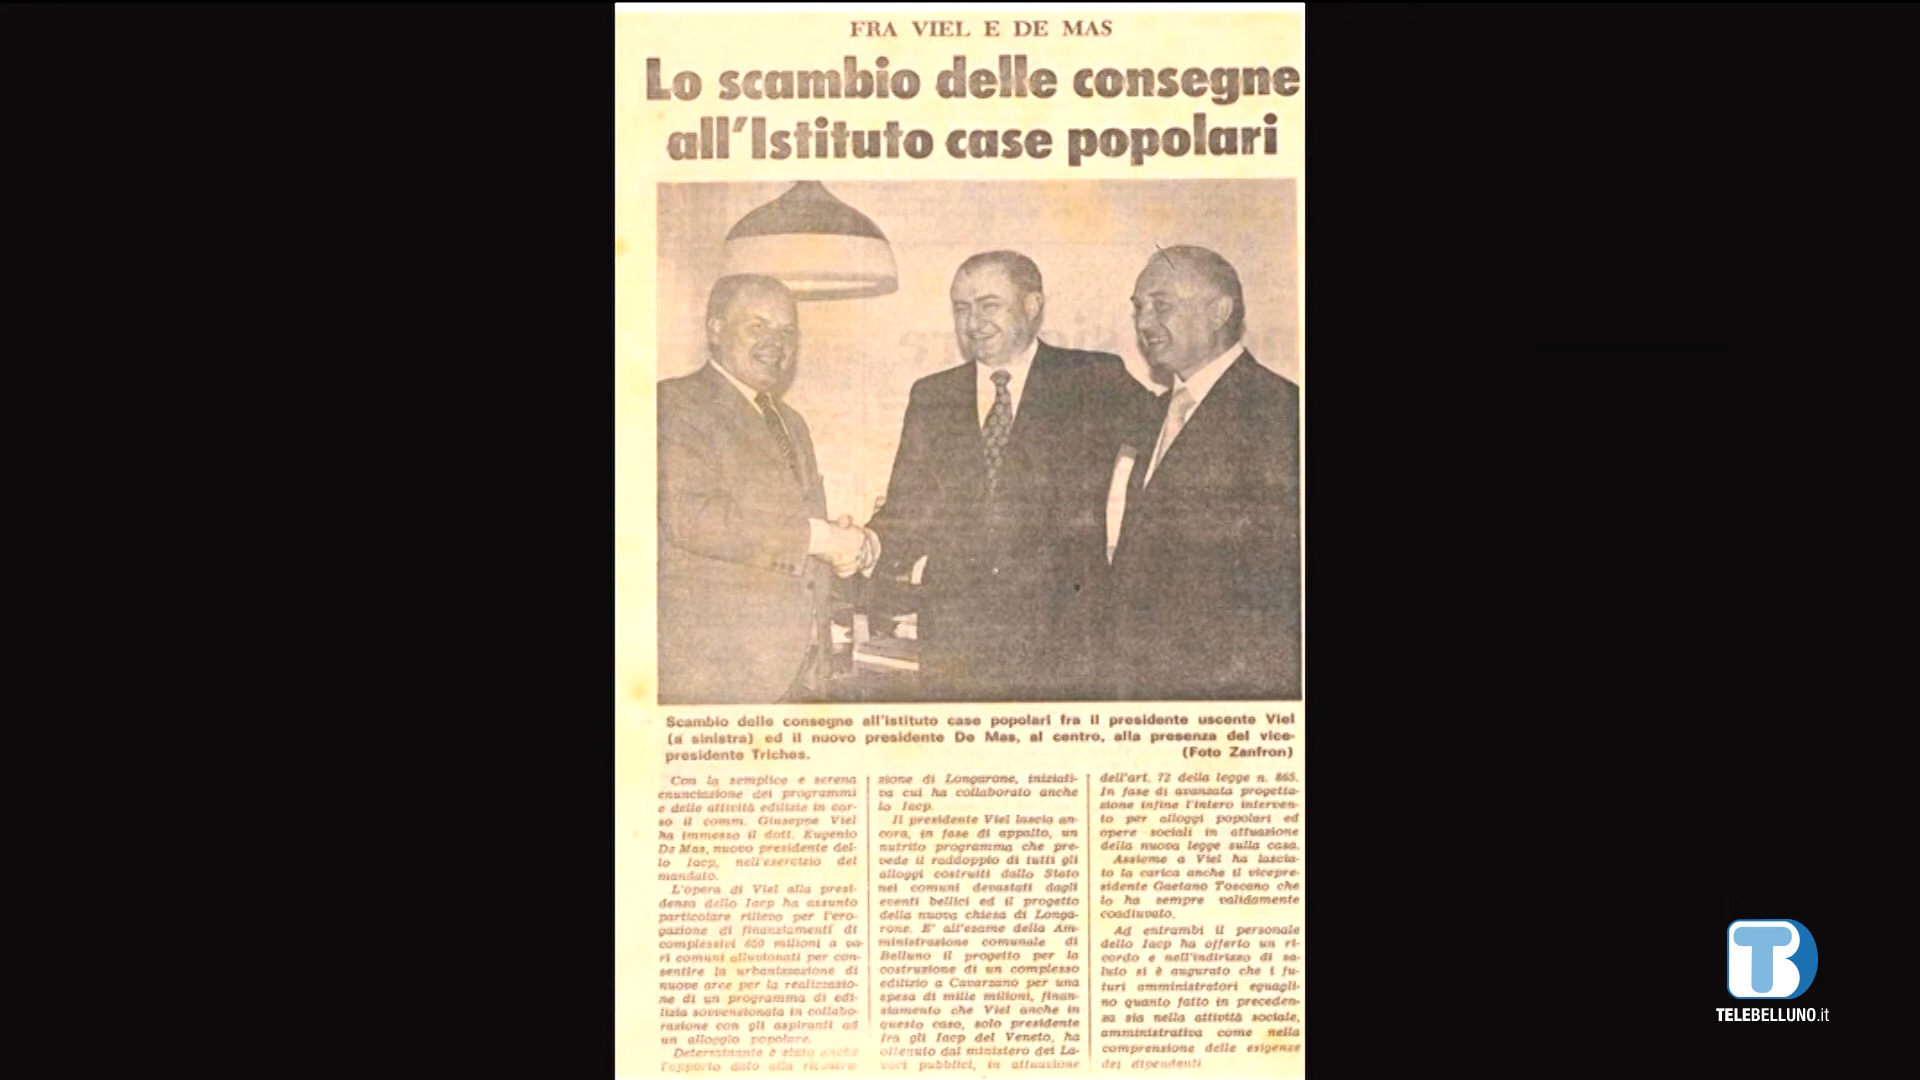 FRA VIEL E DE MAS
Lo scambio delle consegne
all'Istituto case popolari
Scambio delle consegne all'istituto case popolari fra il presidente uscente Viel
(a sinistra) ed il nuovo presidente De Mas, al centro, alla presenza del vice-
presidente Triches.
(Foto Zanfron)
Con la semplice e serena
enunciazione dei programmi
e delle attività edilizie in cor-
so il comm. Giuseppe Viel
ha immesso il dott. Eugenio
De Mas, nuovo presidente del-
lo Iacp, nell'esercizio del
mandato.
L'opera di Viel alla presi-
denza dello Iacp ha assunto
particolare rilievo per l'ero-
gazione di finanziamenti di
complessivi 650 milioni a va-
ri comuni alluvionati per con-
sentire la urbanizzazione di
nuove aree per la realizzazio-
ne di un programma di edi-
lizia sovvenzionata in collabo-
razione con gli aspiranti ad
un alloggio popolare.
Determinante è stato anche
l'apporto dato alla ricostru-
zione di Longarone, iniziati-
va cui ha collaborato anche
lo Iacp.
Il presidente Viel lascia an-
cora, in fase di appalto, un
nutrito programma che pre-
vede il raddoppio di tutti gli
alloggi costruiti dallo Stato
nei comuni devastati dagli
eventi bellici ed il progetto
della nuova chiesa di Longa-
rone. E' all'esame della Am-
ministrazione comunale di
Belluno il progetto per la
costruzione di un complesso
edilizio a Cavarzano per una
spesa di mille milioni, finan-
ziamento che Viel anche in
questo caso, solo presidente
fra gli Iacp del Veneto, ha
ottenuto dal ministero dei La-
vori pubblici, in attuazione
dell'art. 72 della legge n. 865.
In fase di avanzata progetta-
zione infine l'intero interven-
to per alloggi popolari ed
opere sociali in attuazione
della nuova legge sulla casa.
Assieme a Viel ha lascia-
to la carica anche il vicepre-
sidente Gaetano Toscano che
lo ha sempre validamente
coadiuvato.
Ad entrambi il personale
dello Iacp ha offerto un ri-
cordo e nell'indirizzo di sa-
luto si è augurato che i fu-
turi amministratori eguagli-
no quanto fatto in preceden-
za sia nella attività sociale,
amministrativa come nella
comprensione delle esigenze
dei dipendenti
TB
TELEBELLUNO.it